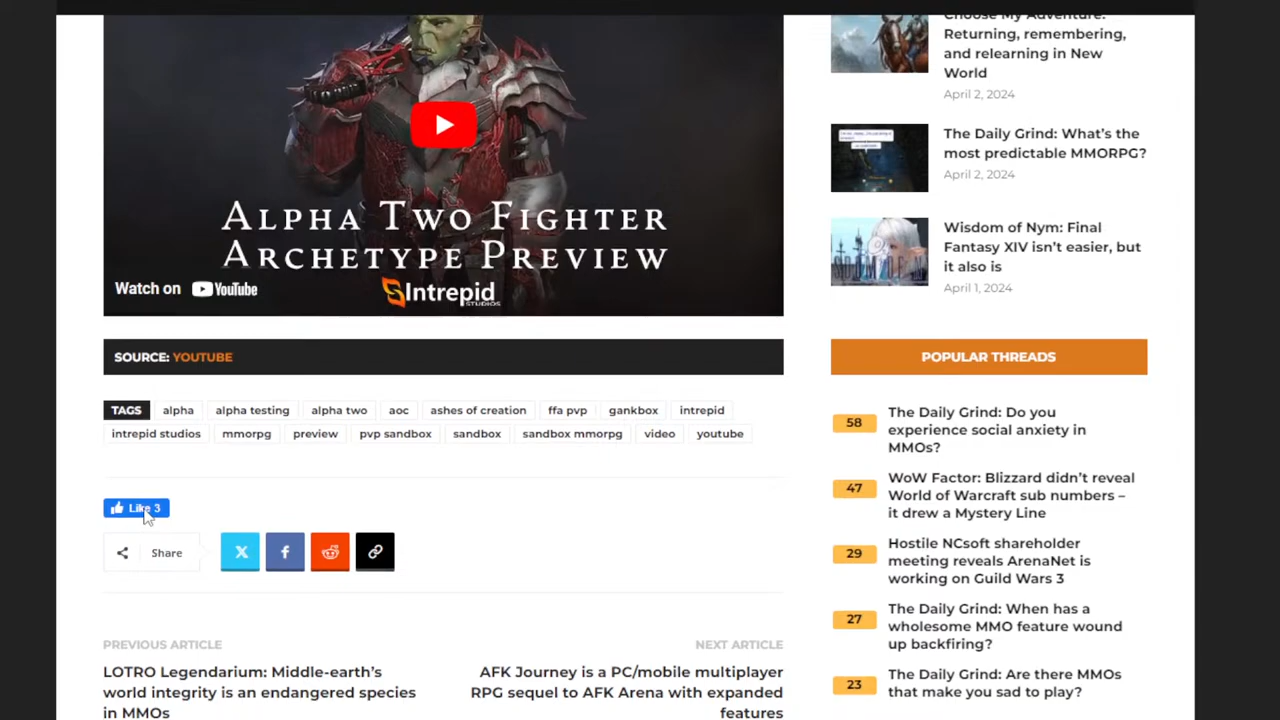 ALPHA TWO FIGHTER
ARCHETYPE PREVIEW
Watch on YouTube
Intrepid
STUDIOS
SOURCE: YOUTUBE
TAGS alpha alpha testing alpha two aoc ashes of creation ffa pvp gankbox intrepid
intrepid studios mmorpg preview pvp sandbox sandbox sandbox mmorpg video youtube
Like 3
Share
PREVIOUS ARTICLE
LOTRO Legendarium: Middle-earth's
world integrity is an endangered species
in MMOs
NEXT ARTICLE
AFK Journey is a PC/mobile multiplayer
RPG sequel to AFK Arena with expanded
features
Choose My Adventure:
Returning, remembering,
and relearning in New
World
April 2, 2024
The Daily Grind: What's the
most predictable MMORPG?
April 2, 2024
Wisdom of Nym: Final
Fantasy XIV isn't easier, but
it also is
April 1, 2024
POPULAR THREADS
58
The Daily Grind: Do you
experience social anxiety in
MMOs?
47
WoW Factor: Blizzard didn't reveal
World of Warcraft sub numbers –
it drew a Mystery Line
29
Hostile NCsoft shareholder
meeting reveals ArenaNet is
working on Guild Wars 3
27
The Daily Grind: When has a
wholesome MMO feature wound
up backfiring?
23
The Daily Grind: Are there MMOs
that make you sad to play?